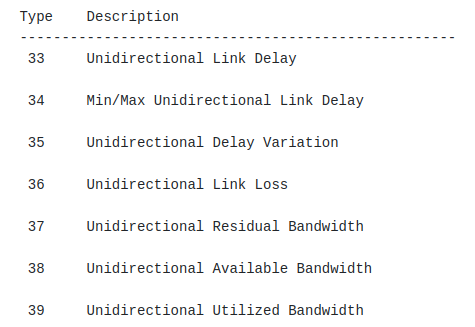 Type    Description
----------------------------------------------------
33     Unidirectional Link Delay
34     Min/Max Unidirectional Link Delay
35     Unidirectional Delay Variation
36     Unidirectional Link Loss
37     Unidirectional Residual Bandwidth
38     Unidirectional Available Bandwidth
39     Unidirectional Utilized Bandwidth